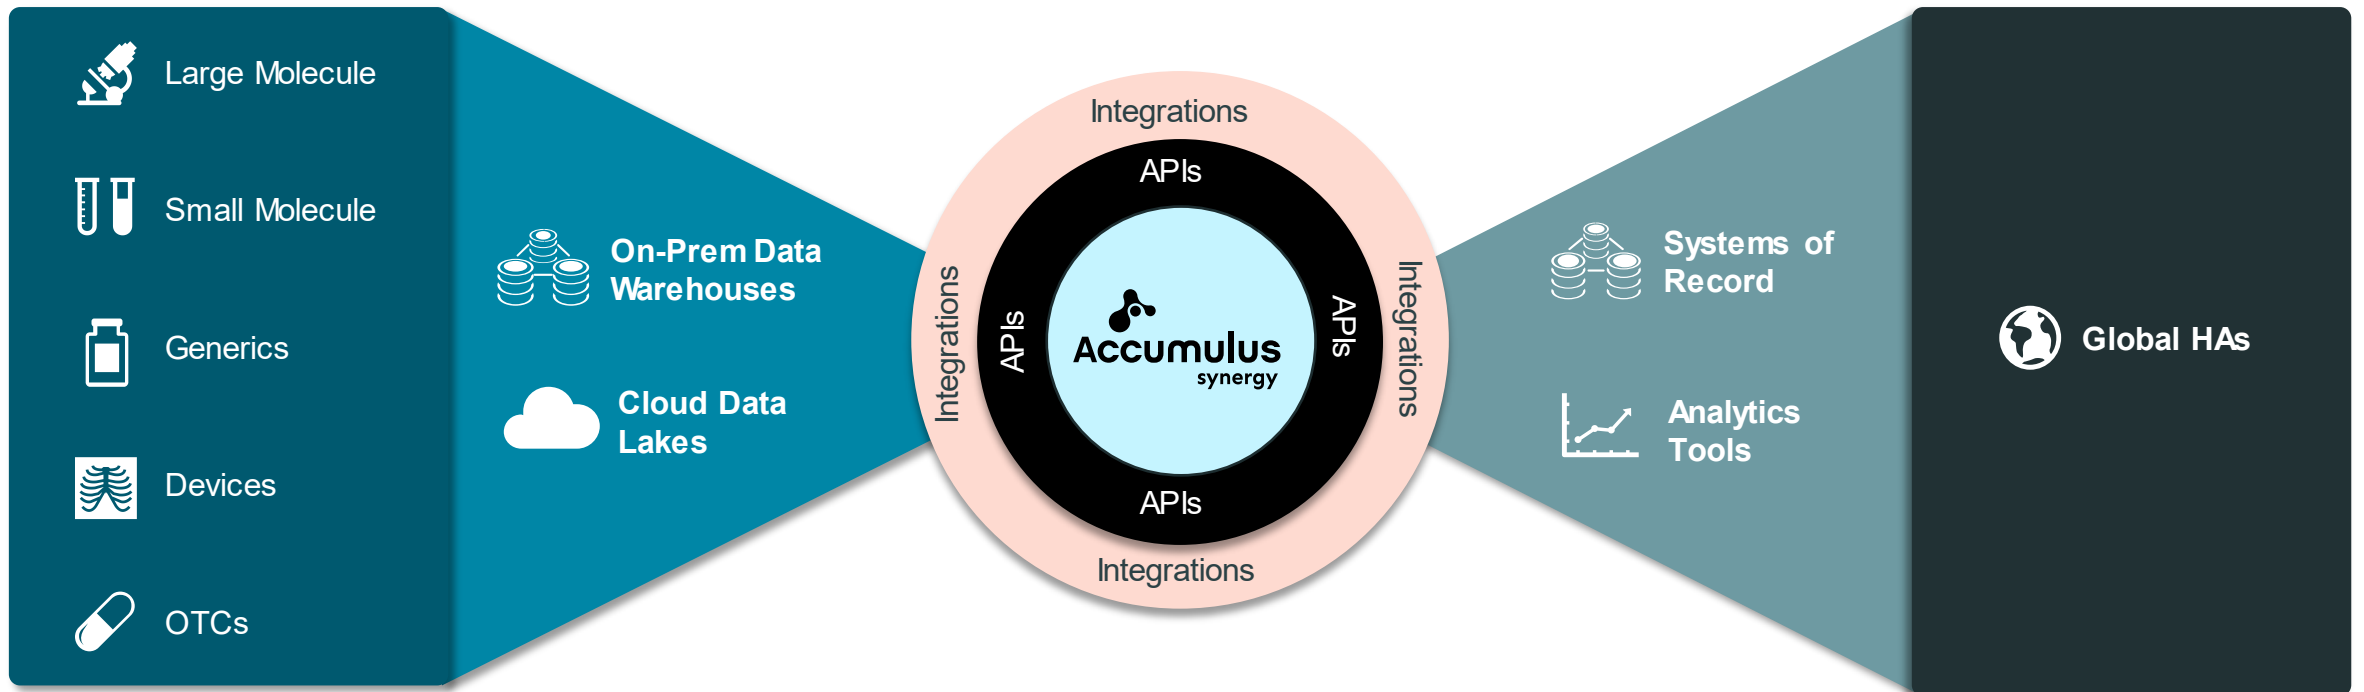 Large Molecule
Small Molecule
Generics
Devices
OTCs
On-Prem Data
Warehouses
Cloud Data
Lakes
Integrations
APIs
Integrations
APIs
Accumulus
synergy
APIs
Integrations
APIs
Integrations
Systems of
Record
Analytics
Tools
Global HAs